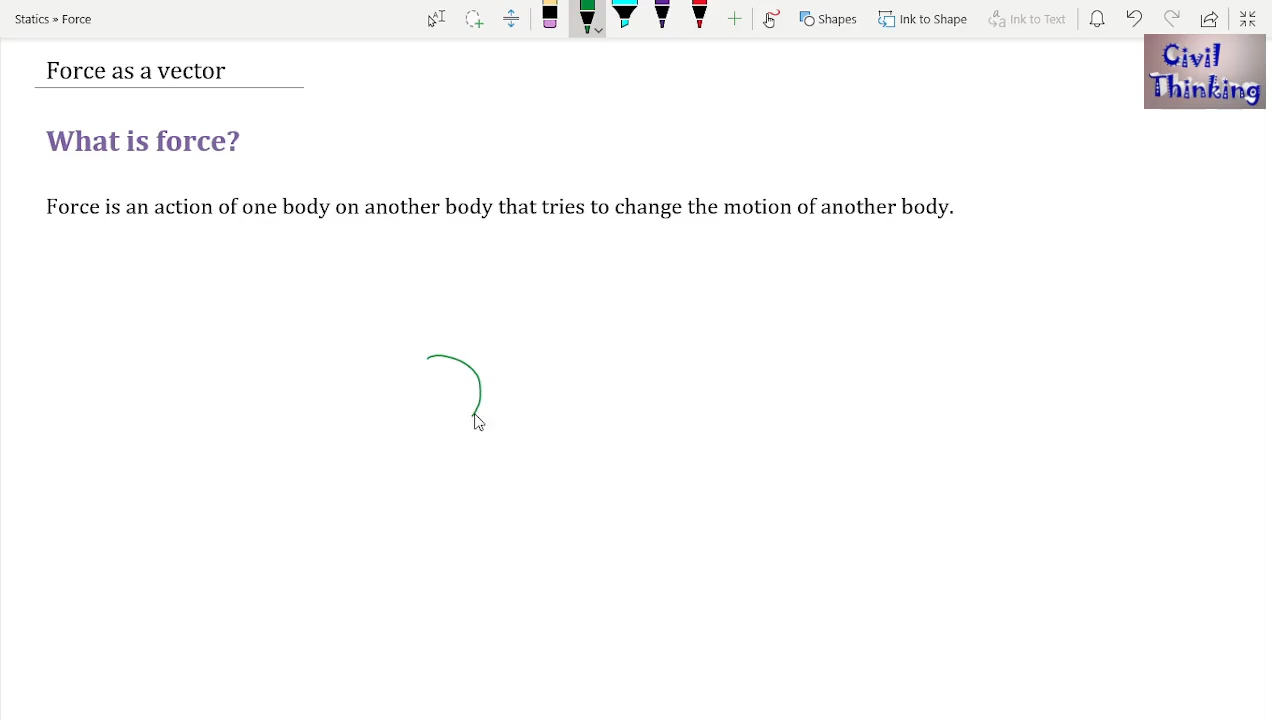 Statics » Force
Shapes
Ink to Shape
Ink to Text
Civil
Thinking
Force as a vector
What is force?
Force is an action of one body on another body that tries to change the motion of another body.